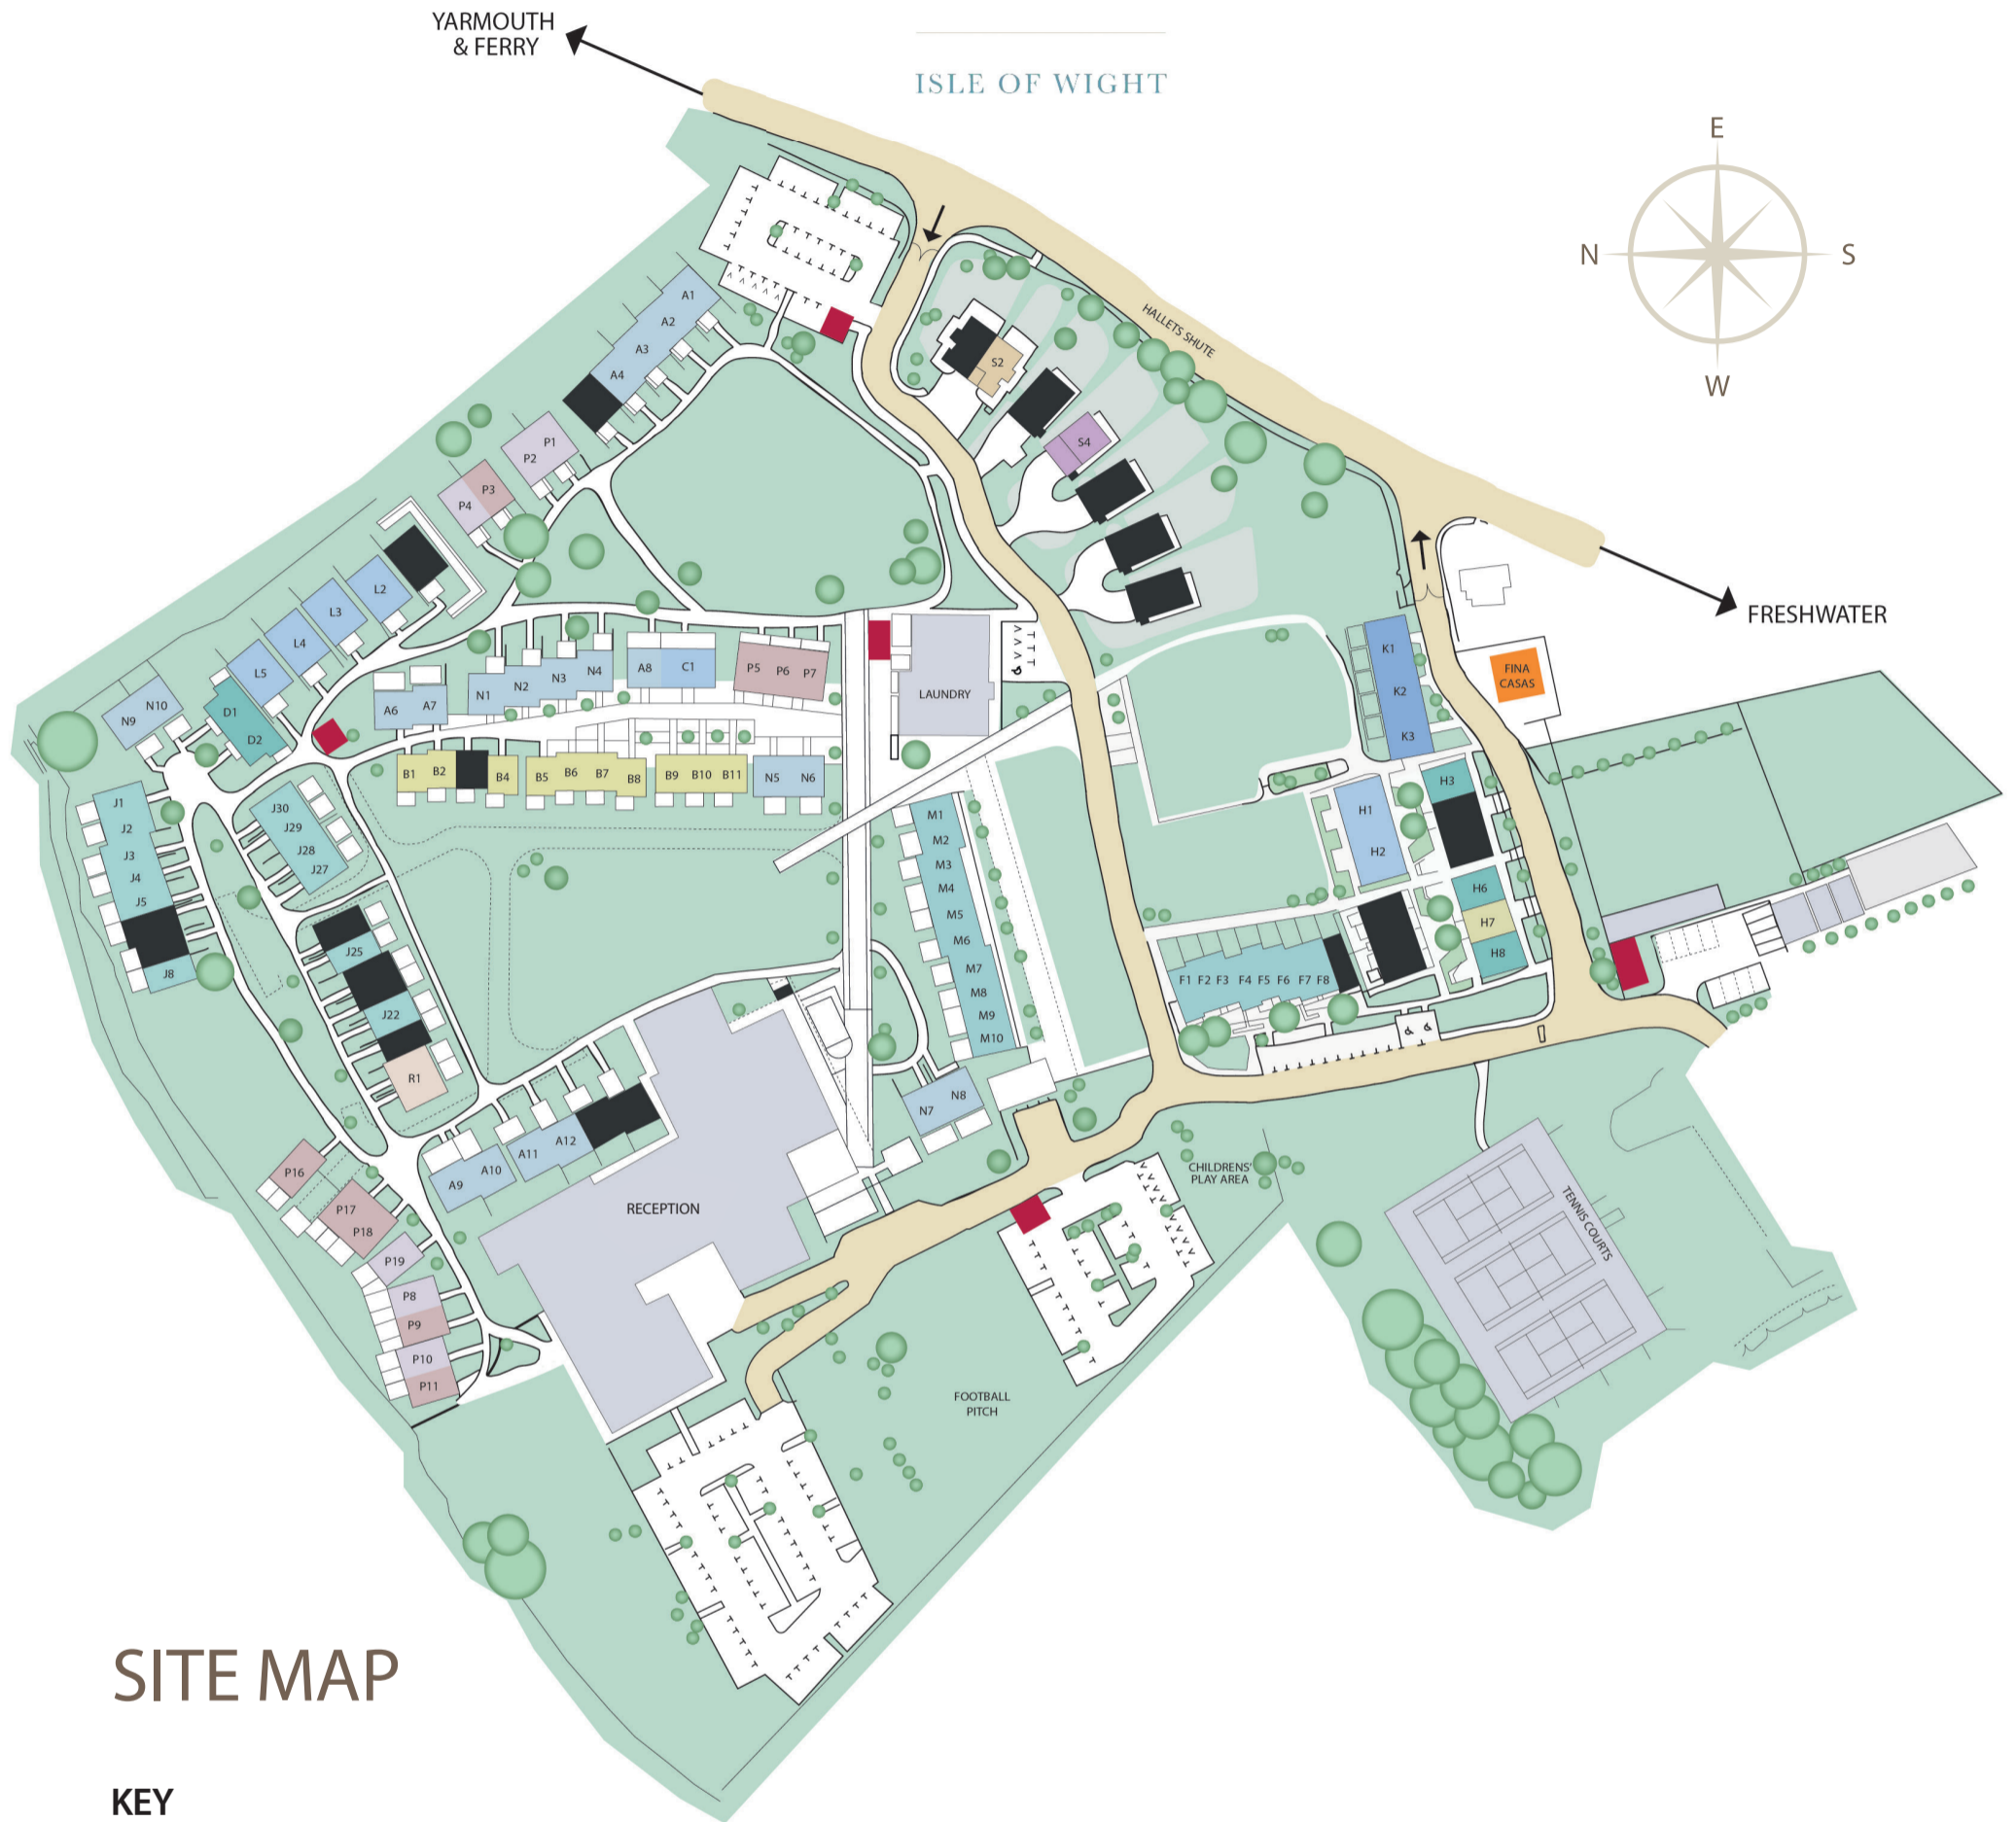 YARMOUTH
& FERRY
ISLE OF WIGHT
E
N
S
W
HALLETS SHUTE
FRESHWATER
A1
A2
A3
A4
S2
S4
P1
P2
P3
P4
L2
L3
L4
L5
N10
N9
D1
D2
A6
A7
N1
N2
N3
N4
A8
C1
P5
P6
P7
LAUNDRY
K1
K2
K3
FINA
CASAS
B1
B2
B4
B5
B6
B7
B8
B9
B10
B11
N5
N6
J1
J2
J3
J4
J5
J8
J30
J29
J28
J27
J25
J22
R1
M1
M2
M3
M4
M5
M6
M7
M8
M9
M10
H1
H2
H3
H6
H7
H8
F1 F2 F3 F4 F5 F6 F7 F8
N7
N8
A9
A10
A11
A12
RECEPTION
CHILDRENS'
PLAY AREA
TENNIS COURTS
P16
P17
P18
P19
P8
P9
P10
P11
FOOTBALL
PITCH
SITE MAP
KEY